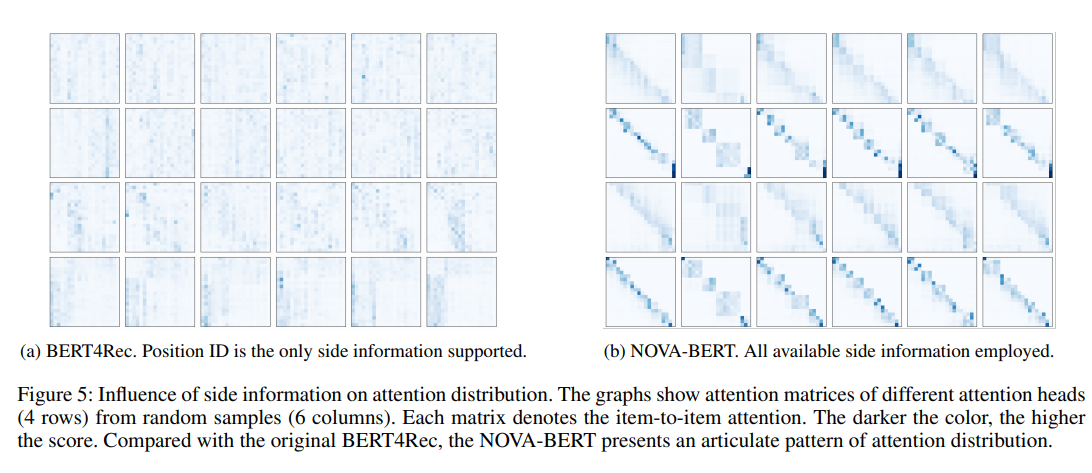 (a) BERT4Rec. Position ID is the only side information supported.
(b) NOVA-BERT. All available side information employed.
Figure 5: Influence of side information on attention distribution. The graphs show attention matrices of different attention heads
(4 rows) from random samples (6 columns). Each matrix denotes the item-to-item attention. The darker the color, the higher
the score. Compared with the original BERT4Rec, the NOVA-BERT presents an articulate pattern of attention distribution.